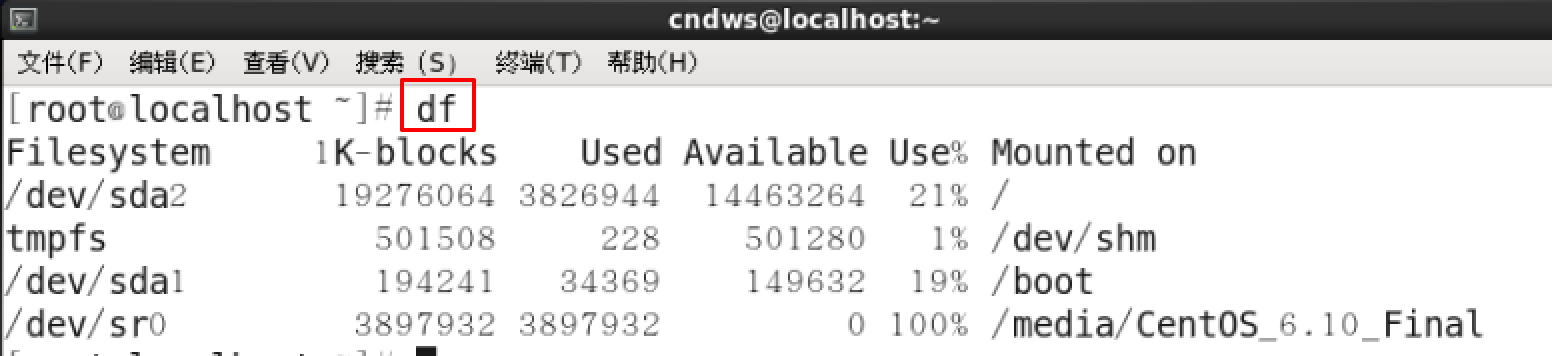 cndws@localhost:~
文件(F) 编辑(E) 查看(V) 搜索 (S) 终端(T) 帮助(H)
[root@localhost ~]# df
Filesystem 1K-blocks Used Available Use% Mounted on
/dev/sda2 19276064 3826944 14463264 21% /
tmpfs 501508 228 501280 1% /dev/shm
/dev/sda1 194241 34369 149632 19% /boot
/dev/sr0 3897932 3897932 0 100% /media/CentOS_6.10_Final